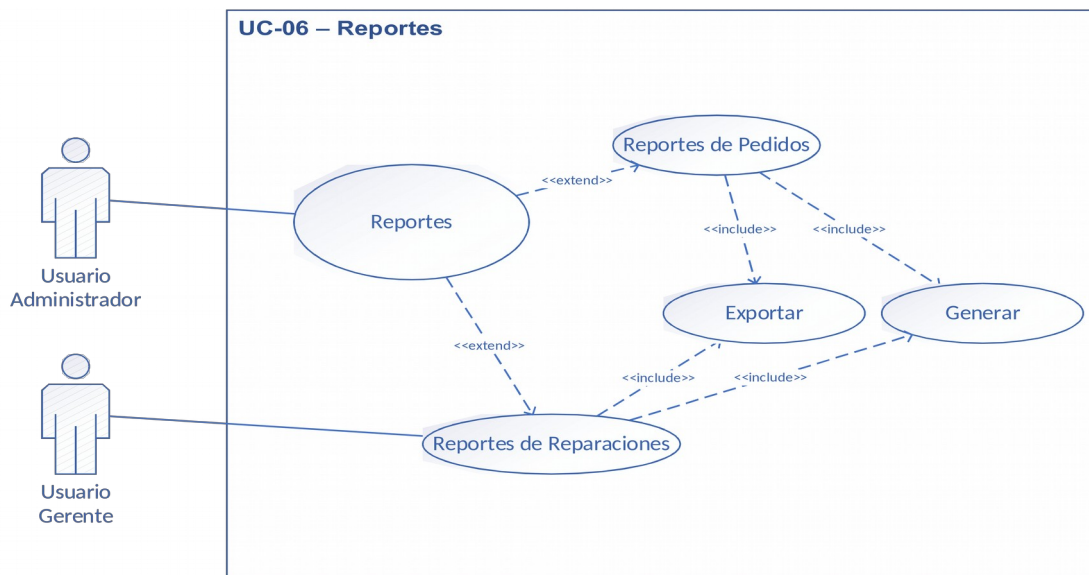 UC-06 – Reportes
Reportes de Pedidos
<<extend>>
Reportes
<<include>>
<<include>>
Usuario
Administrador
Exportar
Generar
<<extend>>
<<include>>
<<include>>
Reportes de Reparaciones
Usuario
Gerente